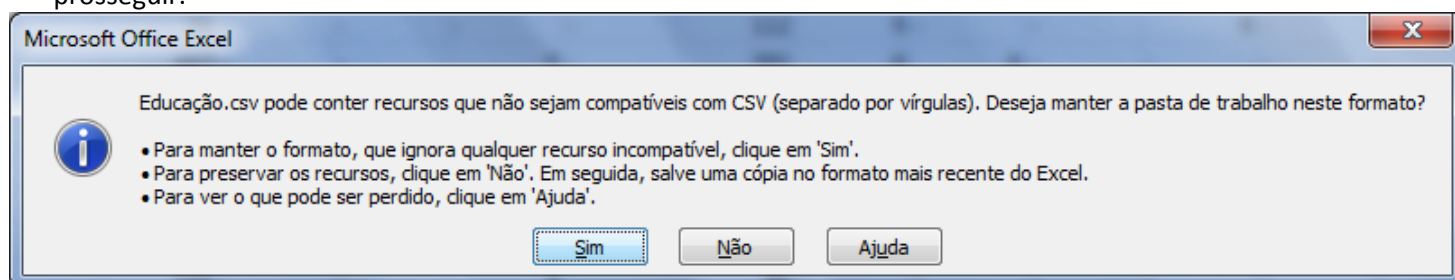 prosseguir:
Microsoft Office Excel
Educação.csv pode conter recursos que não sejam compatíveis com CSV (separado por vírgulas). Deseja manter a pasta de trabalho neste formato?
• Para manter o formato, que ignora qualquer recurso incompatível, clique em 'Sim'.
• Para preservar os recursos, clique em 'Não'. Em seguida, salve uma cópia no formato mais recente do Excel.
• Para ver o que pode ser perdido, clique em 'Ajuda'.
Sim Não Ajuda